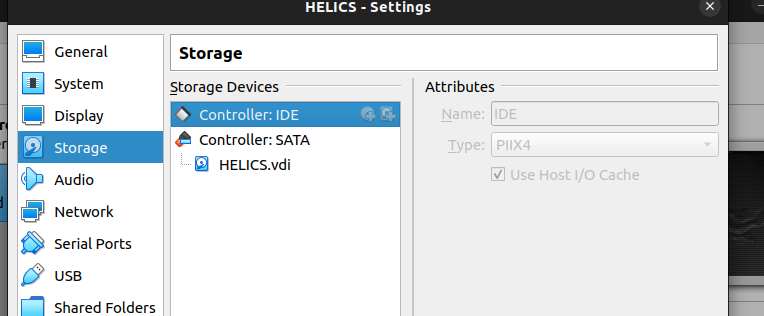 HELICS - Settings
General
System
Display
Storage
Audio
Network
Serial Ports
USB
Shared Folders
Storage
Storage Devices
Controller: IDE
Controller: SATA
HELICS.vdi
Attributes
Name: IDE
Type: PIIX4
Use Host I/O Cache